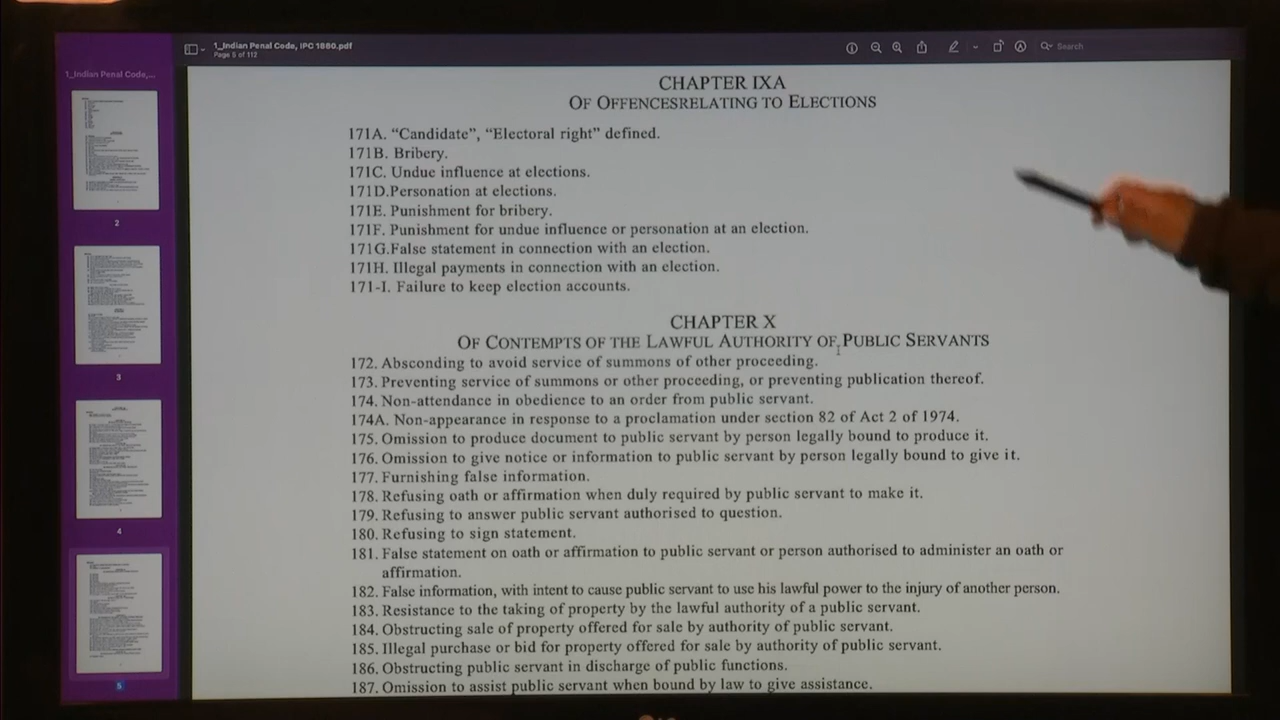 1_Indian Penal Code, IPC 1860.pdf
Page 5 of 112
Search
1_Indian Penal Code,...
2
3
4
5
CHAPTER IXA
OF OFFENCESRELATING TO ELECTIONS
171A. “Candidate”, “Electoral right” defined.
171B. Bribery.
171C. Undue influence at elections.
171D.Personation at elections.
171E. Punishment for bribery.
171F. Punishment for undue influence or personation at an election.
171G.False statement in connection with an election.
171H. Illegal payments in connection with an election.
171-I. Failure to keep election accounts.
CHAPTER X
OF CONTEMPTS OF THE LAWFUL AUTHORITY OF PUBLIC SERVANTS
172. Absconding to avoid service of summons of other proceeding.
173. Preventing service of summons or other proceeding, or preventing publication thereof.
174. Non-attendance in obedience to an order from public servant.
174A. Non-appearance in response to a proclamation under section 82 of Act 2 of 1974.
175. Omission to produce document to public servant by person legally bound to produce it.
176. Omission to give notice or information to public servant by person legally bound to give it.
177. Furnishing false information.
178. Refusing oath or affirmation when duly required by public servant to make it.
179. Refusing to answer public servant authorised to question.
180. Refusing to sign statement.
181. False statement on oath or affirmation to public servant or person authorised to administer an oath or
affirmation.
182. False information, with intent to cause public servant to use his lawful power to the injury of another person.
183. Resistance to the taking of property by the lawful authority of a public servant.
184. Obstructing sale of property offered for sale by authority of public servant.
185. Illegal purchase or bid for property offered for sale by authority of public servant.
186. Obstructing public servant in discharge of public functions.
187. Omission to assist public servant when bound by law to give assistance.